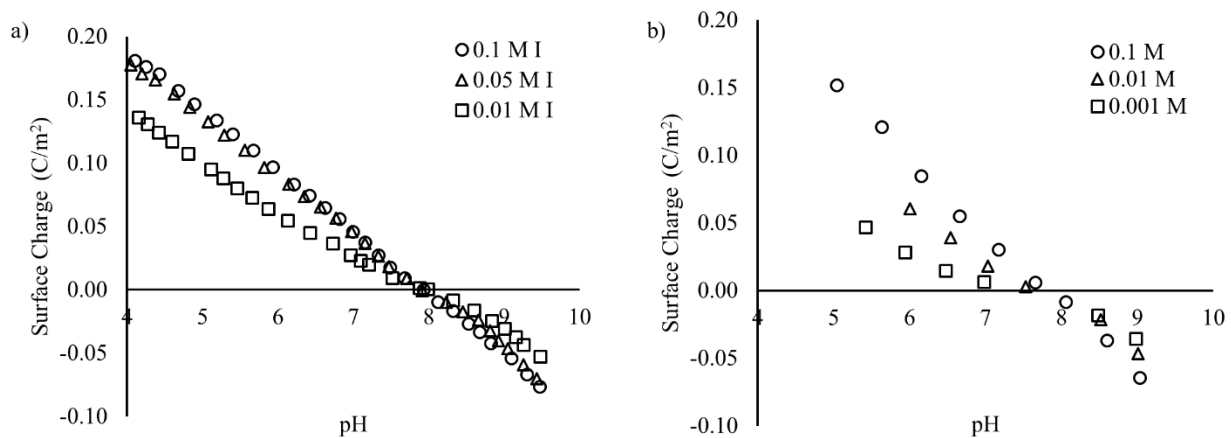 a)
0.20
0.15
0.10
0.05
0.00
-0.05
-0.10
4
5
6
7
8
9
10
Surface Charge (C/m²)
pH
0.1 M I
0.05 M I
0.01 M I
b)
0.20
0.15
0.10
0.05
0.00
-0.05
-0.10
4
5
6
7
8
9
10
Surface Charge (C/m²)
pH
0.1 M
0.01 M
0.001 M